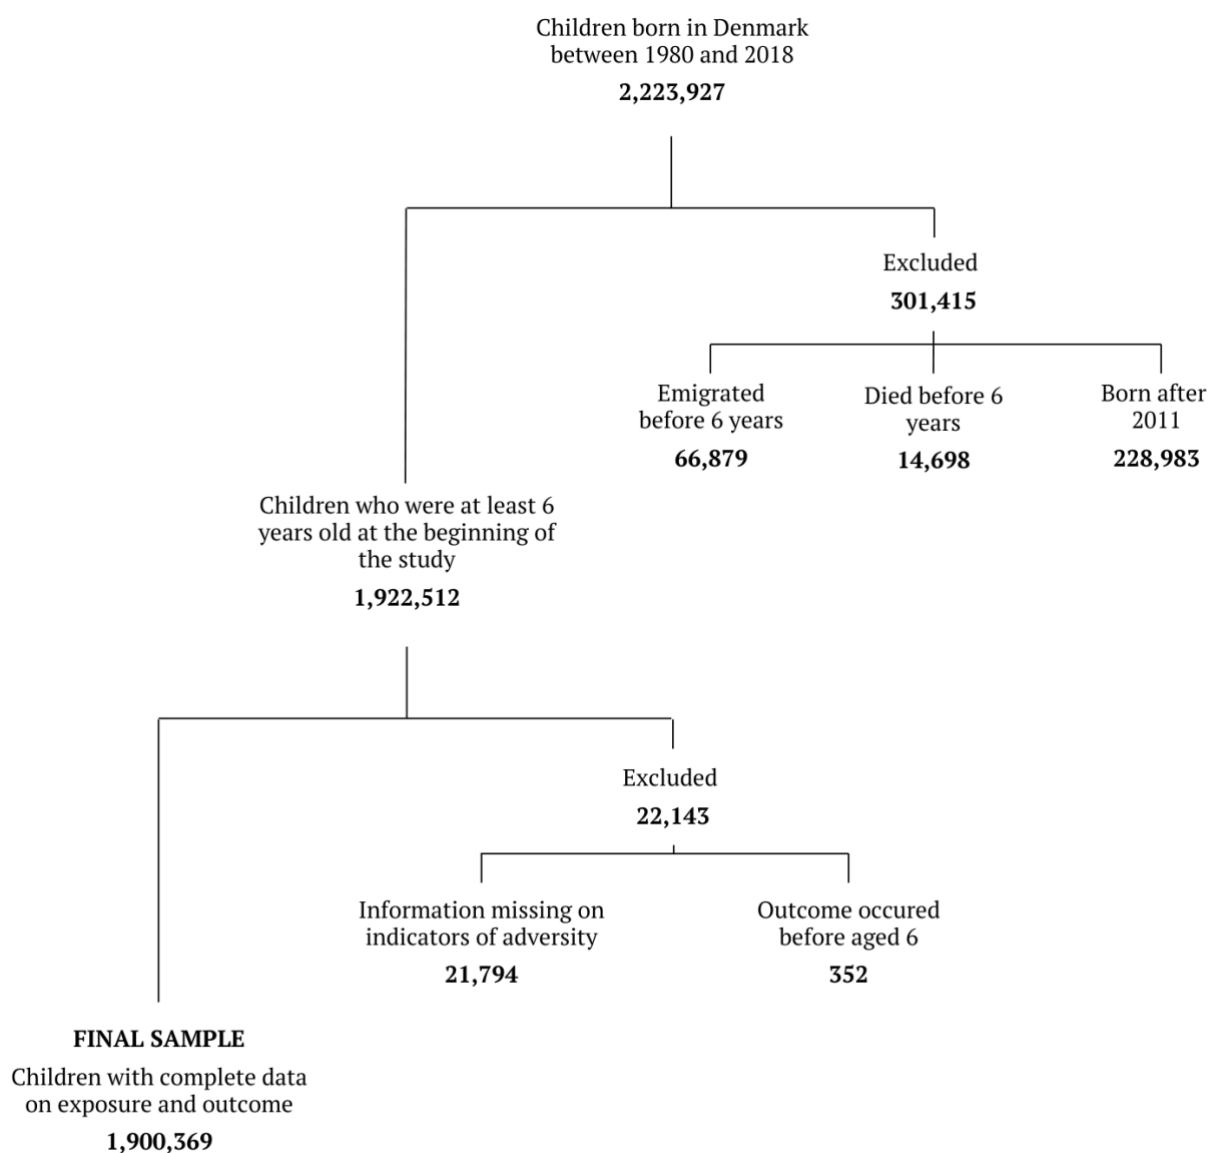 Children born in Denmark
between 1980 and 2018
2,223,927
Excluded
301,415
Emigrated
before 6 years
66,879
Died before 6
years
14,698
Born after
2011
228,983
Children who were at least 6
years old at the beginning of
the study
1,922,512
Excluded
22,143
Information missing on
indicators of adversity
21,794
Outcome occured
before aged 6
352
FINAL SAMPLE
Children with complete data
on exposure and outcome
1,900,369